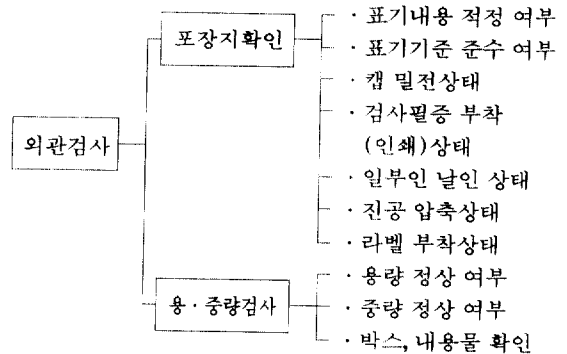 포장지확인
· 표기내용 적정 여부
· 표기기준 준수 여부
· 캡 밀전상태
· 검사필증 부착
(인쇄)상태
외관검사
· 일부인 날인 상태
· 진공 압축상태
· 라벨 부착상태
용 · 중량검사
· 용량 정상 여부
· 중량 정상 여부
· 박스, 내용물 확인